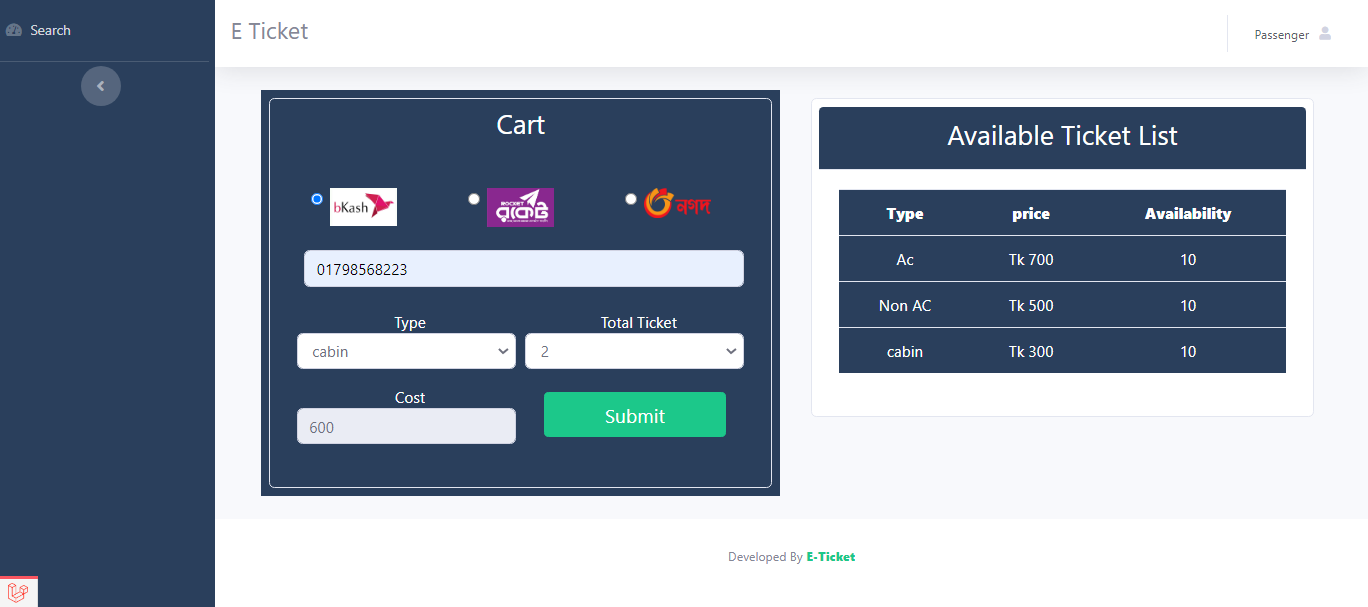 Search
E Ticket
Passenger
Cart
bKash
ROCKET
রকেট
নগদ
01798568223
Type
Total Ticket
cabin
2
Cost
600
Submit
Available Ticket List
Type price Availability
Ac Tk 700 10
Non AC Tk 500 10
cabin Tk 300 10
Developed By E-Ticket